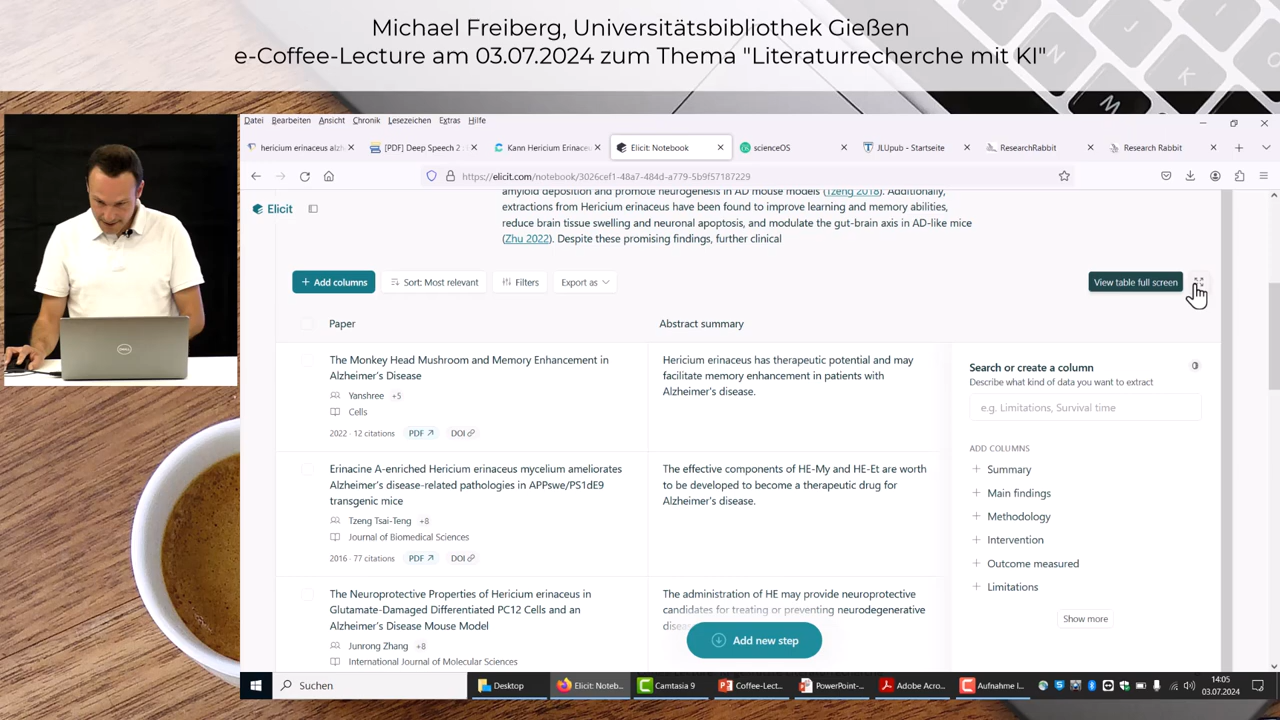 Michael Freiberg, Universitätsbibliothek Gießen
e-Coffee-Lecture am 03.07.2024 zum Thema "Literaturrecherche mit KI"
Datei Bearbeiten Ansicht Chronik Lesezeichen Extras Hilfe
hericium erinaceus alzh
[PDF] Deep Speech 2 :
Kann Hericium Erinaceu
Elicit: Notebook
scienceOS
JLUpub - Startseite
ResearchRabbit
Research Rabbit
https://elicit.com/notebook/3026cef1-48a7-484d-a779-5b9f57187229
Elicit
amyloid deposition and promote neurogenesis in AD mouse models (Tzeng 2018). Additionally,
extractions from Hericium erinaceus have been found to improve learning and memory abilities,
reduce brain tissue swelling and neuronal apoptosis, and modulate the gut-brain axis in AD-like mice
(Zhu 2022). Despite these promising findings, further clinical
+ Add columns
Sort: Most relevant
Filters
Export as
View table full screen
Paper
Abstract summary
The Monkey Head Mushroom and Memory Enhancement in
Alzheimer's Disease
Yanshree +5
Cells
2022 · 12 citations PDF DOI
Hericium erinaceus has therapeutic potential and may
facilitate memory enhancement in patients with
Alzheimer's disease.
Erinacine A-enriched Hericium erinaceus mycelium ameliorates
Alzheimer's disease-related pathologies in APPswe/PS1dE9
transgenic mice
Tzeng Tsai-Teng +8
Journal of Biomedical Sciences
2016 · 77 citations PDF DOI
The effective components of HE-My and HE-Et are worth
to be developed to become a therapeutic drug for
Alzheimer's disease.
The Neuroprotective Properties of Hericium erinaceus in
Glutamate-Damaged Differentiated PC12 Cells and an
Alzheimer's Disease Mouse Model
Junrong Zhang +8
International Journal of Molecular Sciences
The administration of HE may provide neuroprotective
candidates for treating or preventing neurodegenerative
Search or create a column
Describe what kind of data you want to extract
e.g. Limitations, Survival time
ADD COLUMNS
+ Summary
+ Main findings
+ Methodology
+ Intervention
+ Outcome measured
+ Limitations
Show more
Add new step
Suchen
Desktop
Elicit: Noteb...
Camtasia 9
Coffee-Lect...
PowerPoint-...
Adobe Acro...
Aufnahme l...
14:05
03.07.2024
DELL
M